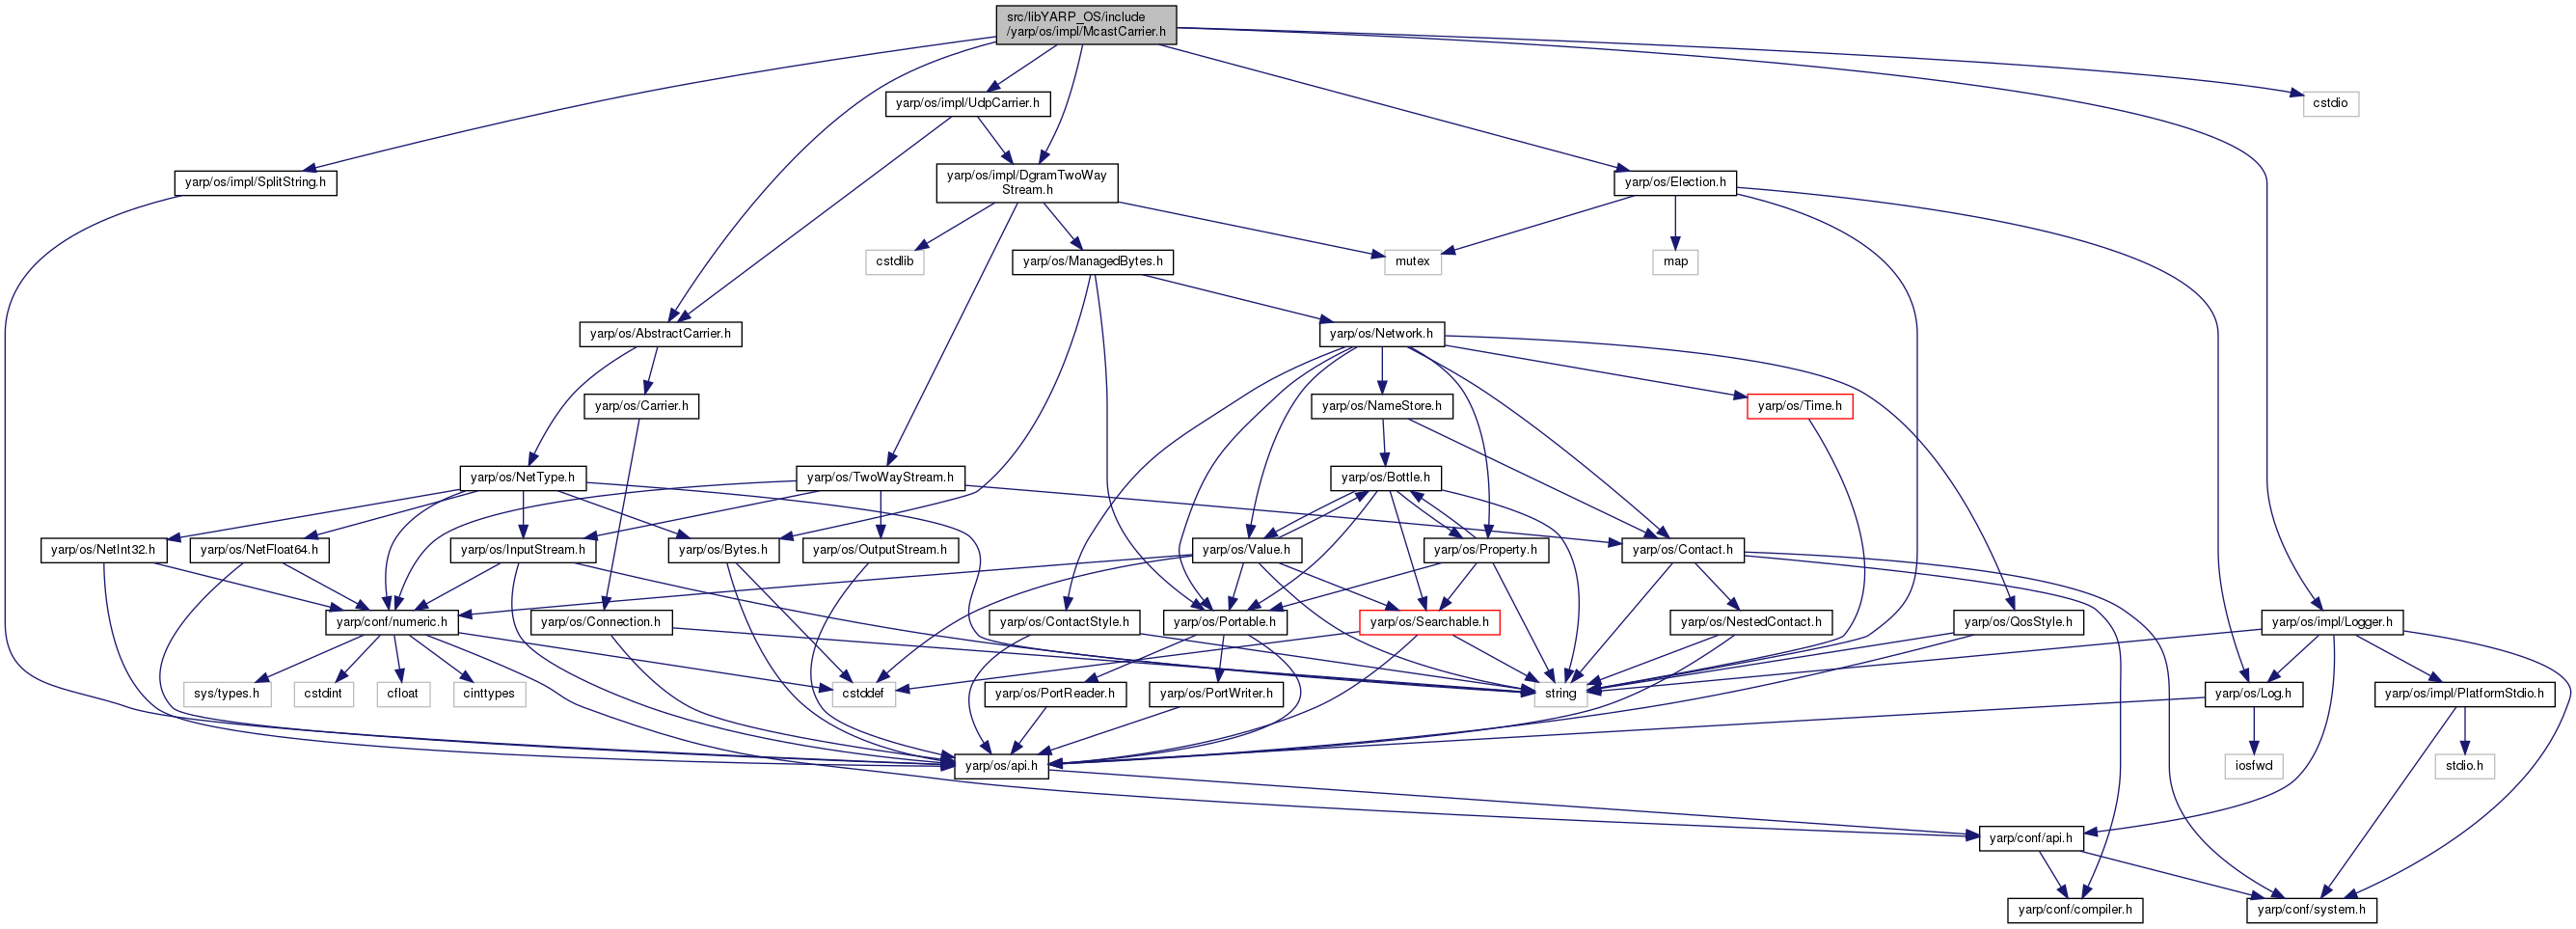 src/libYARP_OS/include
/yarp/os/impl/McastCarrier.h
yarp/os/impl/UdpCarrier.h
cstdio
yarp/os/impl/SplitString.h
yarp/os/impl/DgramTwoWay
Stream.h
yarp/os/Election.h
cstdlib
yarp/os/ManagedBytes.h
mutex
map
yarp/os/AbstractCarrier.h
yarp/os/Network.h
yarp/os/Carrier.h
yarp/os/NameStore.h
yarp/os/Time.h
yarp/os/NetType.h
yarp/os/TwoWayStream.h
yarp/os/Bottle.h
yarp/os/NetInt32.h
yarp/os/NetFloat64.h
yarp/os/InputStream.h
yarp/os/Bytes.h
yarp/os/OutputStream.h
yarp/os/Value.h
yarp/os/Property.h
yarp/os/Contact.h
yarp/conf/numeric.h
yarp/os/Connection.h
yarp/os/ContactStyle.h
yarp/os/Portable.h
yarp/os/Searchable.h
yarp/os/NestedContact.h
yarp/os/QosStyle.h
yarp/os/impl/Logger.h
sys/types.h
cstdint
cfloat
cinttypes
cstddef
yarp/os/PortReader.h
yarp/os/PortWriter.h
string
yarp/os/Log.h
yarp/os/impl/PlatformStdio.h
yarp/os/api.h
iosfwd
stdio.h
yarp/conf/api.h
yarp/conf/compiler.h
yarp/conf/system.h